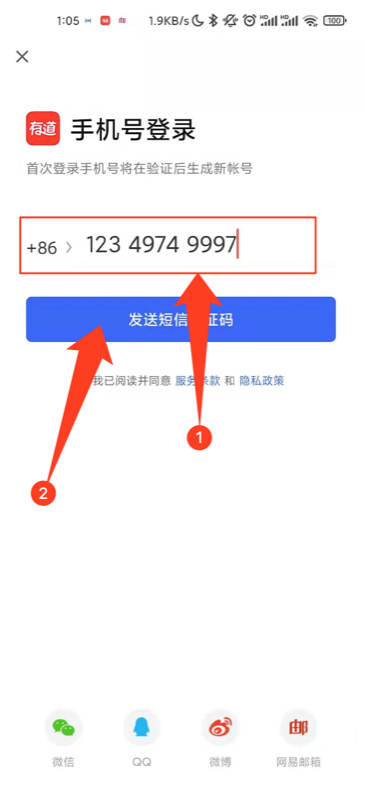 1:05 1.9KB/s HD HD 100
有道 手机号登录
首次登录手机号将在验证后生成新帐号
+86 123 4974 9997
发送短信 证码
我已阅读并同意 服务条款 和 隐私政策
1
2
微信 QQ 微博 邮 网易邮箱